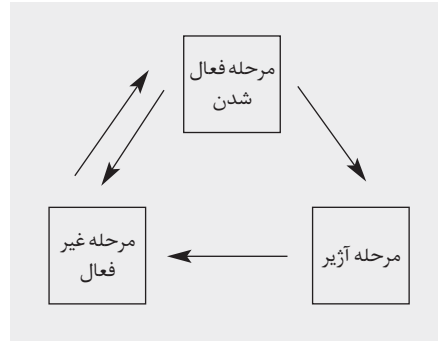 مرحله فعال
شدن
مرحله آژیر
مرحله غیر
فعال